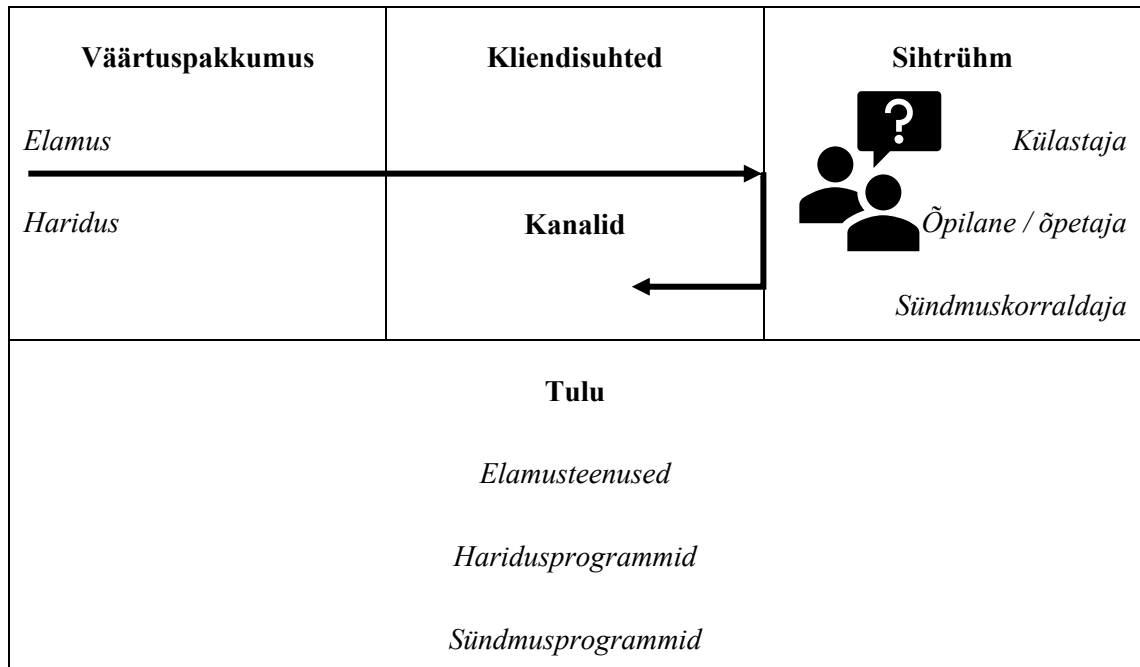 Väärtuspakkumus
Elamus
Haridus
Kliendisuhted
Kanalid
Sihtrühm
?
Külastaja
Õpilane / õpetaja
Sündmuskorraldaja
Tulu
Elamusteenused
Haridusprogrammid
Sündmusprogrammid